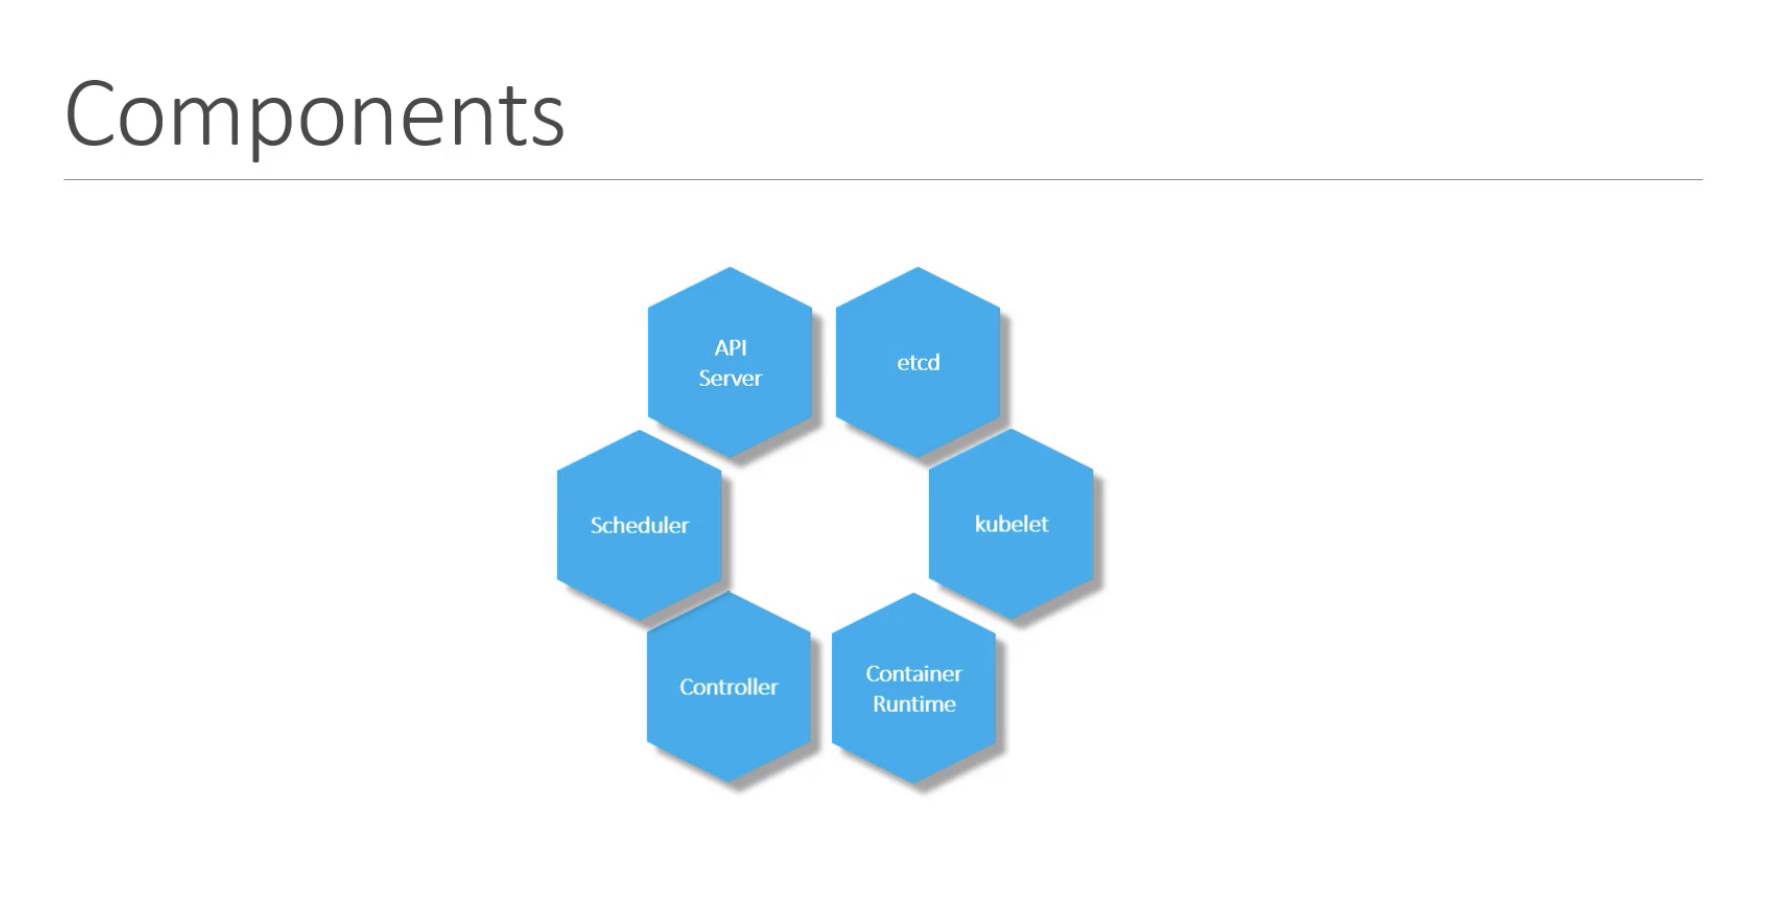 Components
API
Server
etcd
Scheduler
kubelet
Controller
Container
Runtime